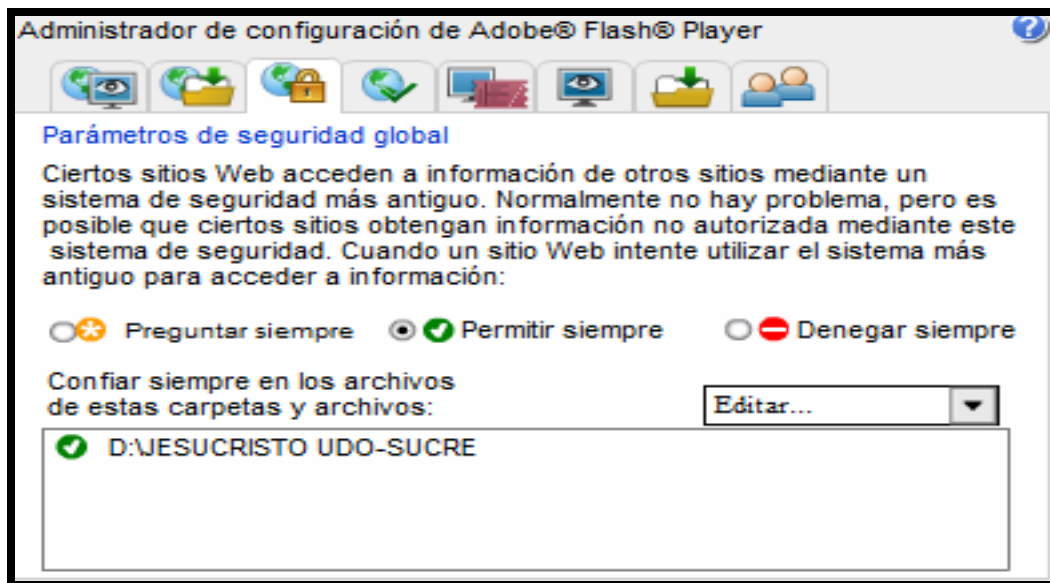 Administrador de configuración de Adobe® Flash® Player
Parámetros de seguridad global
Ciertos sitios Web acceden a información de otros sitios mediante un
sistema de seguridad más antiguo. Normalmente no hay problema, pero es
posible que ciertos sitios obtengan información no autorizada mediante este
sistema de seguridad. Cuando un sitio Web intente utilizar el sistema más
antiguo para acceder a información:
Preguntar siempre Permitir siempre Denegar siempre
Confiar siempre en los archivos
de estas carpetas y archivos:
Editar...
D:\JESUCRISTO UDO-SUCRE